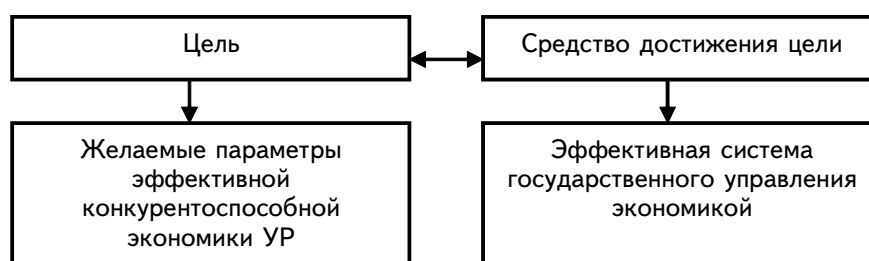 Цель
Средство достижения цели
Желаемые параметры
эффективной
конкурентоспособной
экономики УР
Эффективная система
государственного управления
экономикой